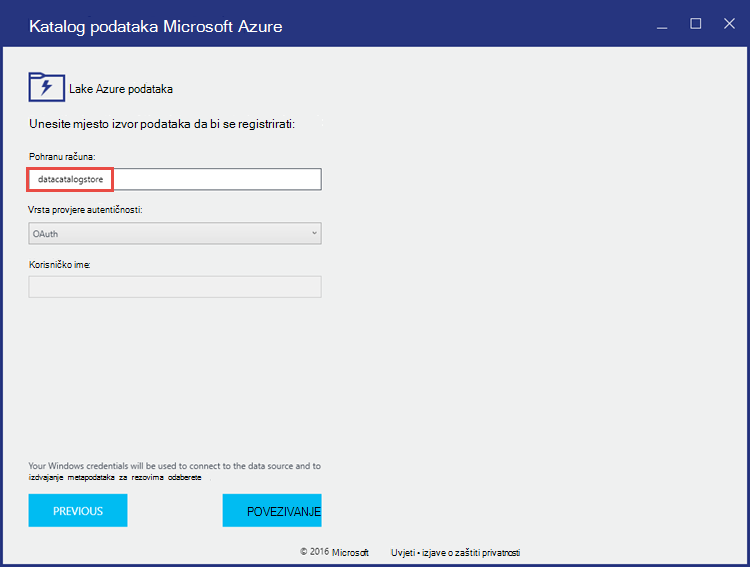 Katalog podataka Microsoft Azure
Lake Azure podataka
Unesite mjesto izvor podataka da bi se registrirati:
Pohranu računa:
datacatalogstore
Vrsta provjere autentičnosti:
OAuth
Korisničko ime:
Your Windows credentials will be used to connect to the data source and to
izdvajanje metapodataka za rezovima odaberete
PREVIOUS POVEZIVANJE
© 2016 Microsoft Uvjeti • izjave o zaštiti privatnosti